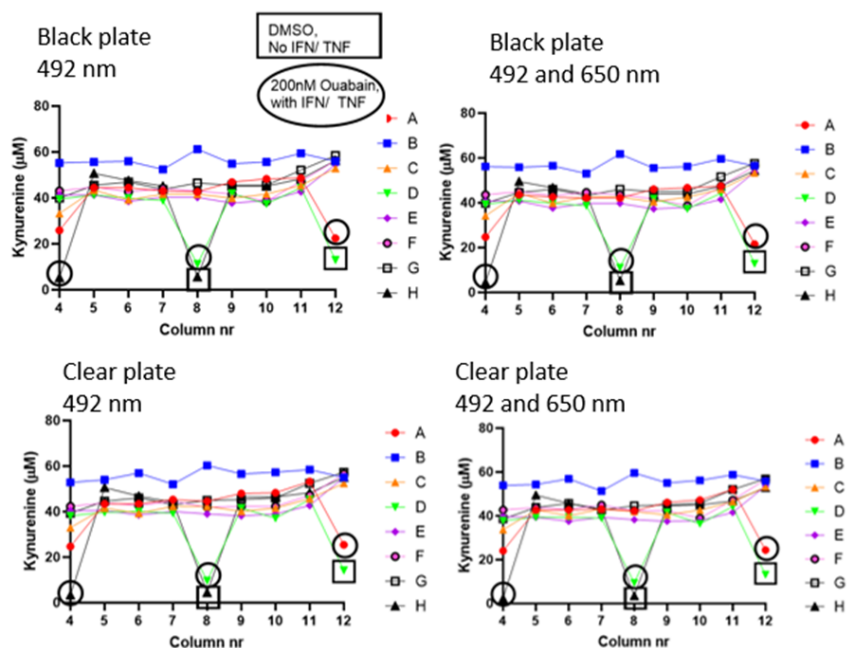 Black plate
492 nm
DMSO,
No IFN/ TNF
200nM Ouabain,
with IFN/ TNF
Kynurenine (μM)
80
60
40
20
0
4 5 6 7 8 9 10 11 12
Column nr
A
B
C
D
E
F
G
H
Black plate
492 and 650 nm
Kynurenine (μM)
80
60
40
20
0
4 5 6 7 8 9 10 11 12
Column nr
A
B
C
D
E
F
G
H
Clear plate
492 nm
Kynurenine (μM)
80
60
40
20
0
4 5 6 7 8 9 10 11 12
Column nr
A
B
C
D
E
F
G
H
Clear plate
492 and 650 nm
Kynurenine (μM)
80
60
40
20
0
4 5 6 7 8 9 10 11 12
Column nr
A
B
C
D
E
F
G
H